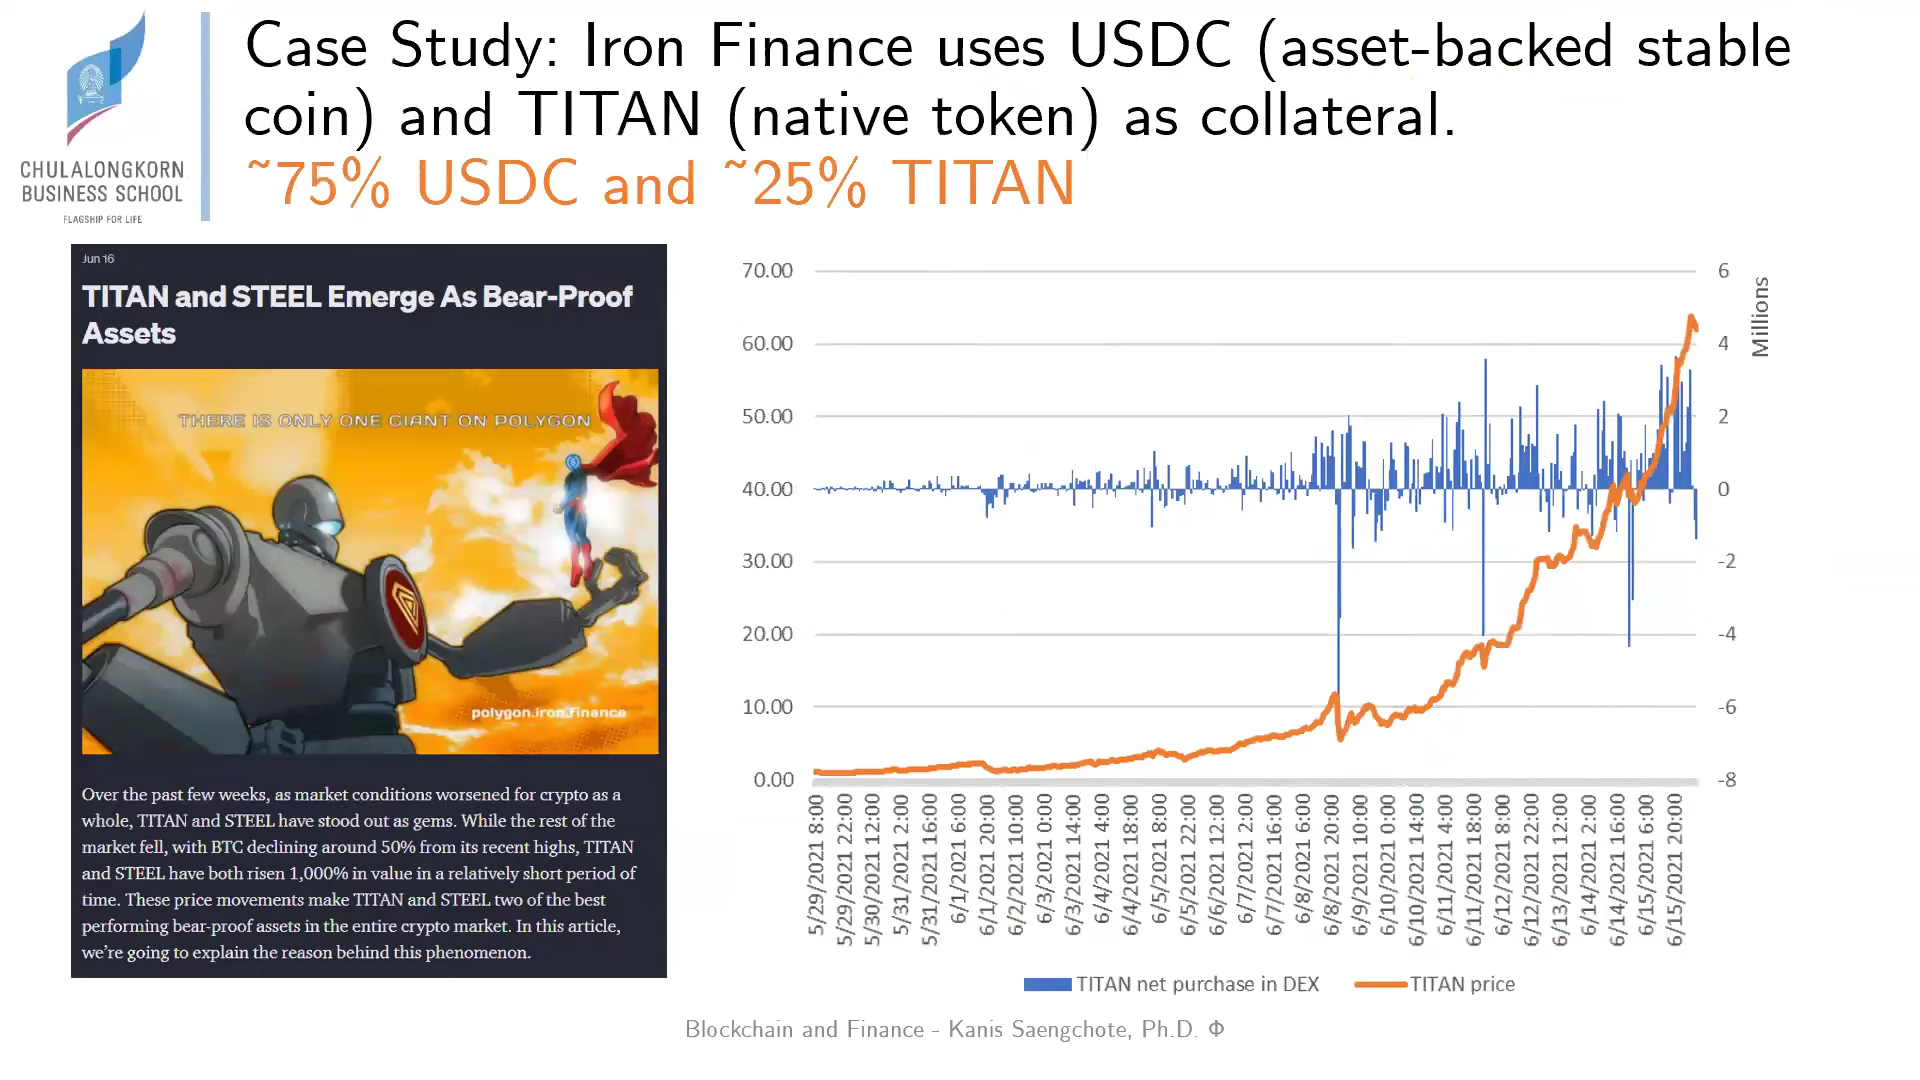 CHULALONGKORN
BUSINESS SCHOOL
FLAGSHIP FOR LIFE
Case Study: Iron Finance uses USDC (asset-backed stable
coin) and TITAN (native token) as collateral.
~75% USDC and ~25% TITAN
Jun 16
TITAN and STEEL Emerge As Bear-Proof
Assets
THERE IS ONLY ONE GIANT ON POLYGON
polygon.iron.finance
Over the past few weeks, as market conditions worsened for crypto as a
whole, TITAN and STEEL have stood out as gems. While the rest of the
market fell, with BTC declining around 50% from its recent highs, TITAN
and STEEL have both risen 1,000% in value in a relatively short period of
time. These price movements make TITAN and STEEL two of the best
performing bear-proof assets in the entire crypto market. In this article,
we're going to explain the reason behind this phenomenon.
70.00
60.00
50.00
40.00
30.00
20.00
10.00
0.00
6
4
2
0
-2
-4
-6
-8
Millions
5/29/2021 8:00
5/29/2021 22:00
5/30/2021 12:00
5/31/2021 2:00
5/31/2021 16:00
6/1/2021 6:00
6/1/2021 20:00
6/2/2021 10:00
6/3/2021 0:00
6/3/2021 14:00
6/4/2021 4:00
6/4/2021 18:00
6/5/2021 8:00
6/5/2021 22:00
6/6/2021 12:00
6/7/2021 2:00
6/7/2021 16:00
6/8/2021 6:00
6/8/2021 20:00
6/9/2021 10:00
6/10/2021 0:00
6/10/2021 14:00
6/11/2021 4:00
6/11/2021 18:00
6/12/2021 8:00
6/12/2021 22:00
6/13/2021 12:00
6/14/2021 2:00
6/14/2021 16:00
6/15/2021 6:00
6/15/2021 20:00
TITAN net purchase in DEX
TITAN price
Blockchain and Finance - Kanis Saengchote, Ph.D. Φ